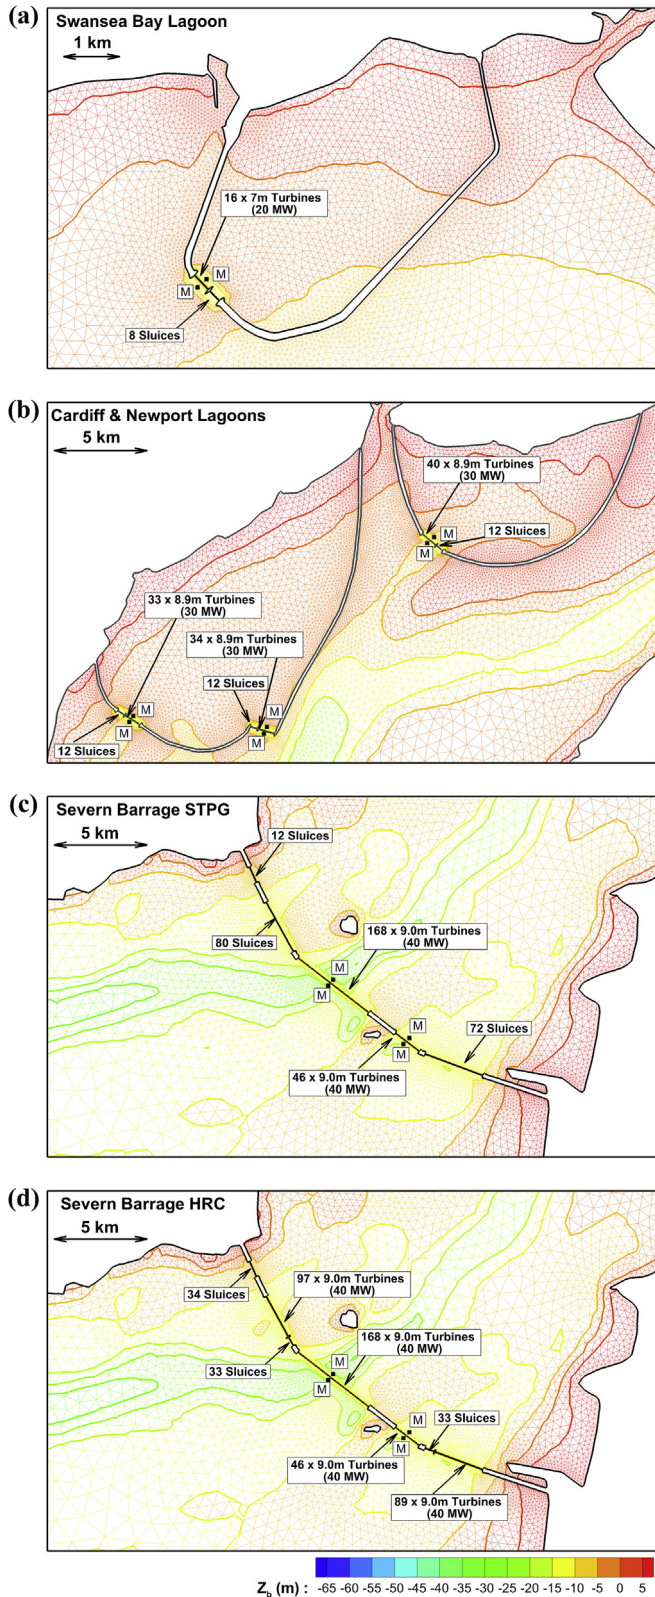 (a)
Swansea Bay Lagoon
1 km
16 x 7m Turbines
(20 MW)
M
M
8 Sluices
(b)
Cardiff & Newport Lagoons
5 km
40 x 8.9m Turbines
(30 MW)
M
12 Sluices
M
33 x 8.9m Turbines
(30 MW)
34 x 8.9m Turbines
(30 MW)
12 Sluices
M
M
M
M
12 Sluices
(c)
Severn Barrage STPG
5 km
12 Sluices
80 Sluices
168 x 9.0m Turbines
(40 MW)
M
M
M
M
72 Sluices
46 x 9.0m Turbines
(40 MW)
(d)
Severn Barrage HRC
5 km
34 Sluices
97 x 9.0m Turbines
(40 MW)
168 x 9.0m Turbines
(40 MW)
33 Sluices
M
M
M
M
33 Sluices
46 x 9.0m Turbines
(40 MW)
89 x 9.0m Turbines
(40 MW)
Zb (m) : -65 -60 -55 -50 -45 -40 -35 -30 -25 -20 -15 -10 -5 0 5